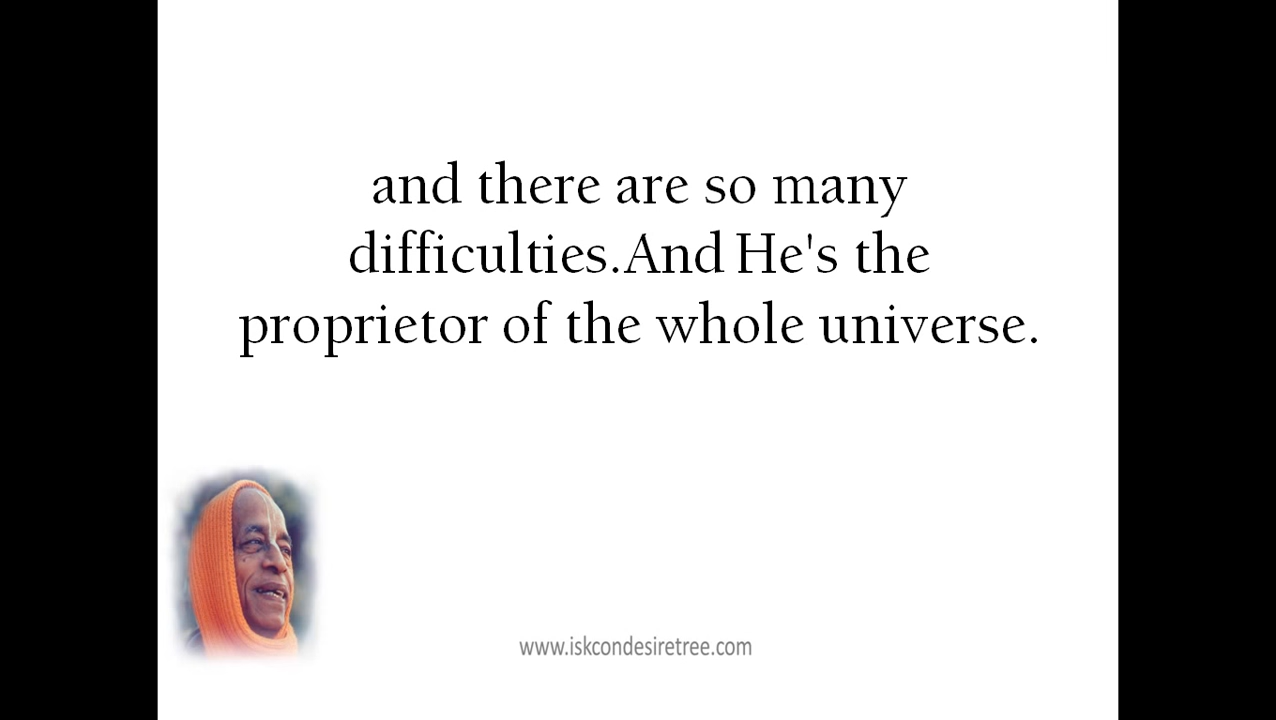 and there are so many
difficulties.And He's the
proprietor of the whole universe.
www.iskcondesiretree.com